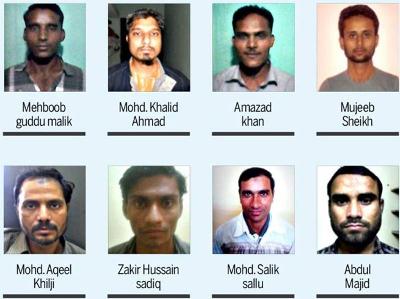 Mehboob
guddu malik
Mohd. Khalid
Ahmad
Amazad
khan
Mujeeb
Sheikh
Mohd. Aqeel
Khilji
Zakir Hussain
sadiq
Mohd. Salik
sallu
Abdul
Majid